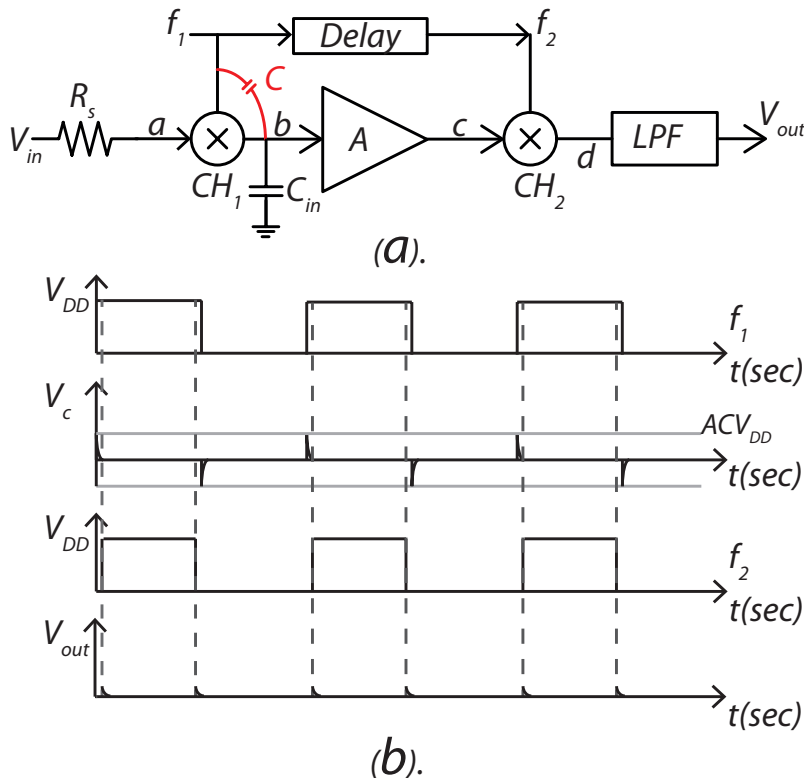 f1 Delay f2
C
Rs
Vin a b A c d LPF Vout
CH1 Cin CH2
(a).
VDD f1
t(sec)
Vc ACVDD
t(sec)
VDD f2
t(sec)
Vout
t(sec)
(b).